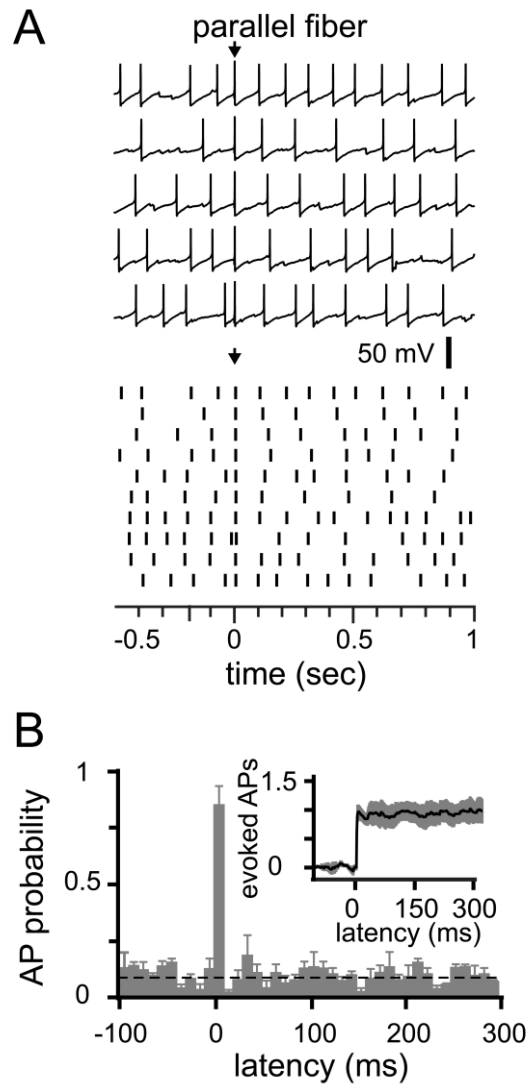 A
parallel fiber
50 mV
-0.5 0 0.5 1
time (sec)
B
AP probability
1
0.5
0
-100 0 100 200 300
latency (ms)
evoked APs
1.5
0
0 150 300
latency (ms)